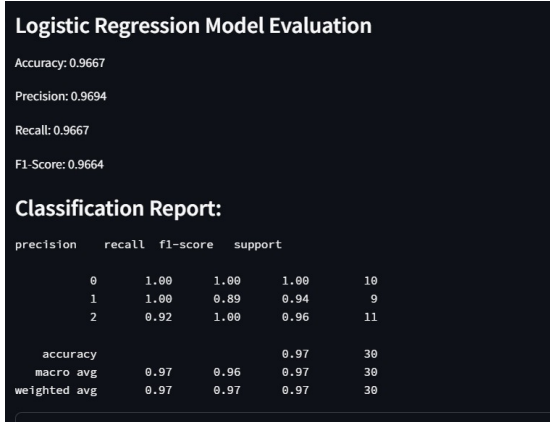 Logistic Regression Model Evaluation
Accuracy: 0.9667
Precision: 0.9694
Recall: 0.9667
F1-Score: 0.9664
Classification Report:
precision recall f1-score support
0 1.00 1.00 1.00 10
1 1.00 0.89 0.94 9
2 0.92 1.00 0.96 11
accuracy 0.97 30
macro avg 0.97 0.96 0.97 30
weighted avg 0.97 0.97 0.97 30